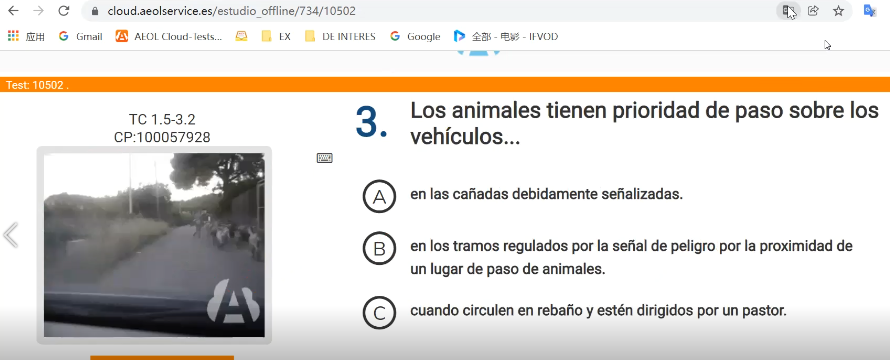 cloud.aeolservice.es/estudio_offline/734/10502
应用 Gmail AEOL Cloud-Tests... EX DE INTERES Google 全部 - 电影 - IFVOD
Test: 10502 .
TC 1.5-3.2
CP:100057928
3. Los animales tienen prioridad de paso sobre los
vehículos...
A en las cañadas debidamente señalizadas.
B en los tramos regulados por la señal de peligro por la proximidad de
un lugar de paso de animales.
C cuando circulen en rebaño y estén dirigidos por un pastor.